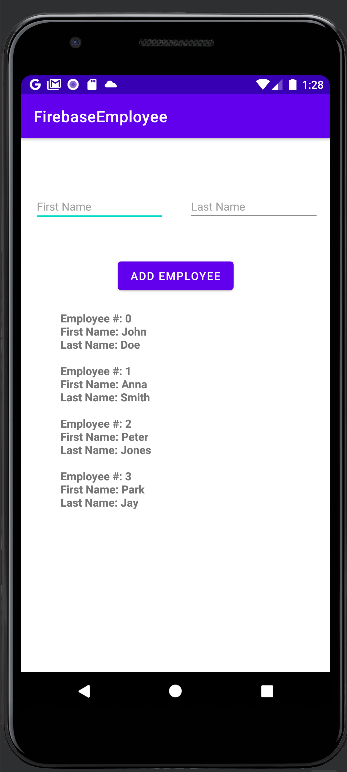 1:28
FirebaseEmployee
First Name
Last Name
ADD EMPLOYEE
Employee #: 0
First Name: John
Last Name: Doe
Employee #: 1
First Name: Anna
Last Name: Smith
Employee #: 2
First Name: Peter
Last Name: Jones
Employee #: 3
First Name: Park
Last Name: Jay